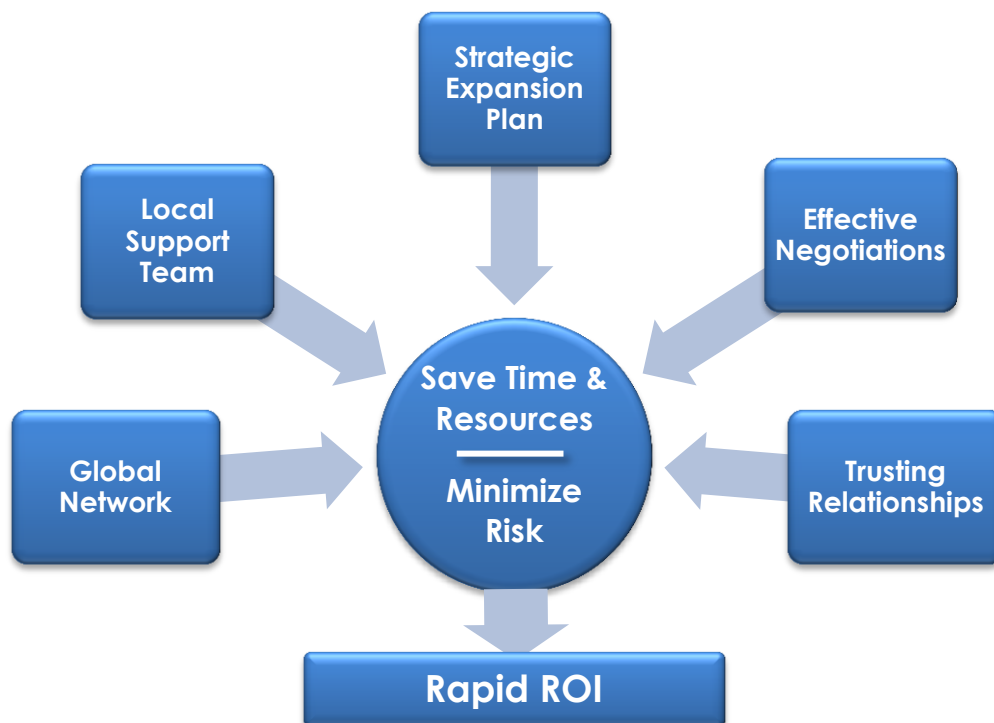 Strategic
Expansion
Plan
Local
Support
Team
Effective
Negotiations
Save Time &
Resources
Minimize
Risk
Global
Network
Trusting
Relationships
Rapid ROI